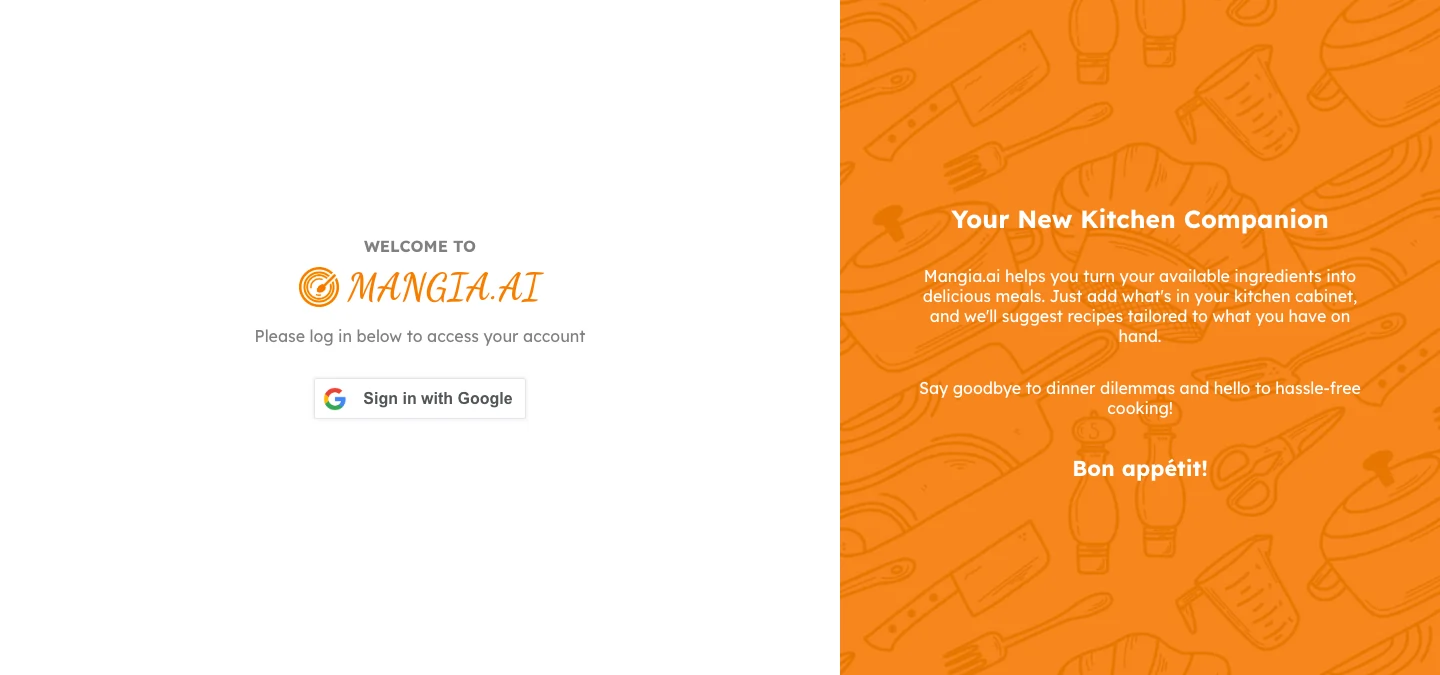 WELCOME TO
MANGIA.AI
Please log in below to access your account
Sign in with Google
Your New Kitchen Companion
Mangia.ai helps you turn your available ingredients into
delicious meals. Just add what's in your kitchen cabinet,
and we'll suggest recipes tailored to what you have on
hand.
Say goodbye to dinner dilemmas and hello to hassle-free
cooking!
Bon appétit!